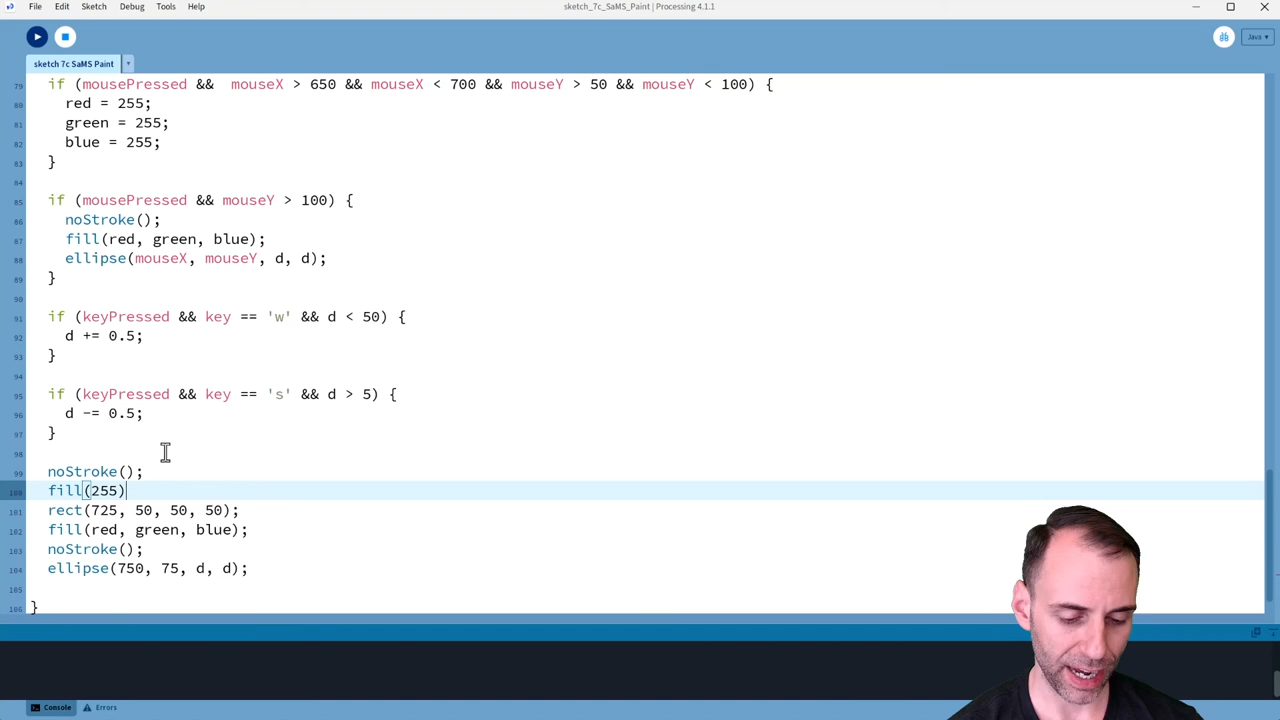 File Edit Sketch Debug Tools Help
sketch_7c_SaMS_Paint | Processing 4.1.1
Java
sketch 7c SaMS Paint
79 if (mousePressed &&  mouseX > 650 && mouseX < 700 && mouseY > 50 && mouseY < 100) {
80 red = 255;
81 green = 255;
82 blue = 255;
83 }
84
85 if (mousePressed && mouseY > 100) {
86 noStroke();
87 fill(red, green, blue);
88 ellipse(mouseX, mouseY, d, d);
89 }
90
91 if (keyPressed && key == 'w' && d < 50) {
92 d += 0.5;
93 }
94
95 if (keyPressed && key == 's' && d > 5) {
96 d -= 0.5;
97 }
98
99 noStroke();
100 fill(255)
101 rect(725, 50, 50, 50);
102 fill(red, green, blue);
103 noStroke();
104 ellipse(750, 75, d, d);
105
106 }
Console Errors